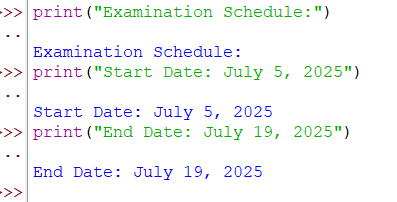 >>> print("Examination Schedule:")
..
Examination Schedule:
>>> print("Start Date: July 5, 2025")
..
Start Date: July 5, 2025
>>> print("End Date: July 19, 2025")
..
End Date: July 19, 2025
>>>